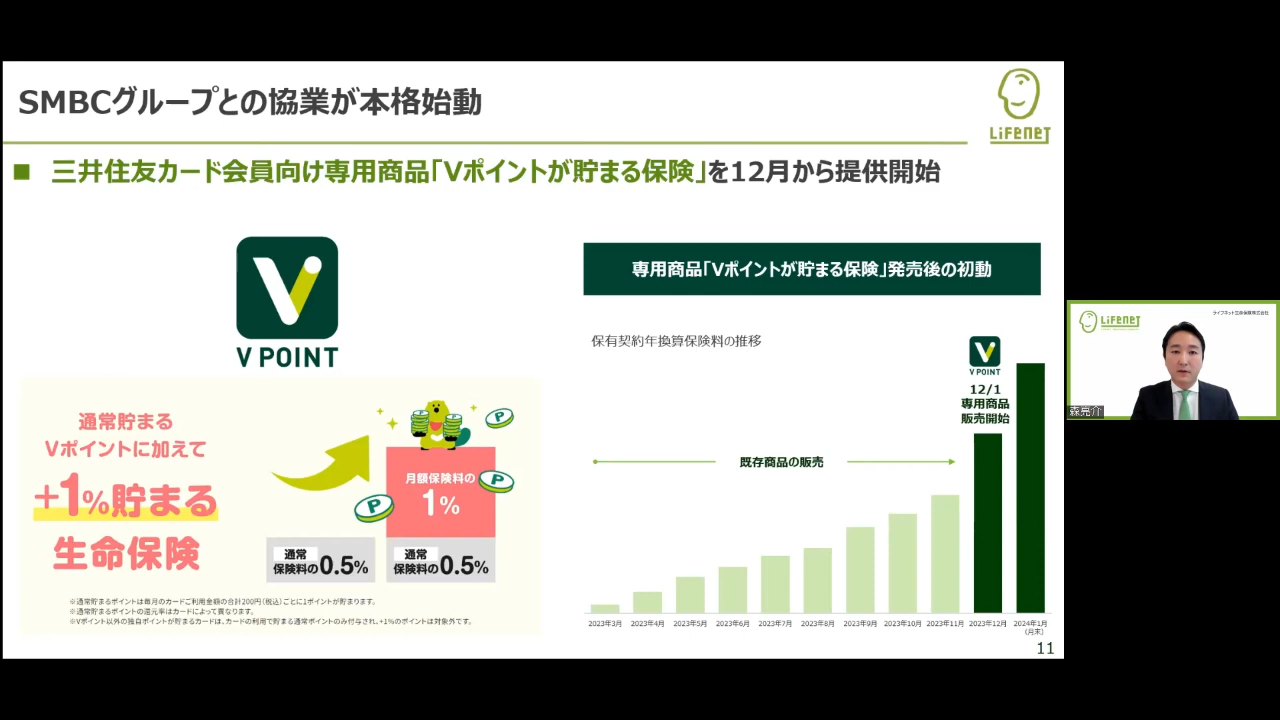 SMBCグループとの協業が本格始動
LIFENET
■ 三井住友カード会員向け専用商品「Vポイントが貯まる保険」を12月から提供開始
V POINT
通常貯まる
Vポイントに加えて
+1%貯まる
生命保険
月額保険料の
1%
通常
保険料の0.5%
通常
保険料の0.5%
P
P
P
※通常貯まるポイントは毎月のカードご利用金額の合計200円(税込)ごとに1ポイントが貯まります。
※通常貯まるポイントの還元率はカードによって異なります。
※Vポイント以外の独自ポイントが貯まるカードは、カードの利用で貯まる通常ポイントのみ付与され、+1%のポイントは対象外です。
専用商品「Vポイントが貯まる保険」発売後の初動
保有契約年換算保険料の推移
V POINT
12/1
専用商品
販売開始
既存商品の販売
2023年3月 2023年4月 2023年5月 2023年6月 2023年7月 2023年8月 2023年9月 2023年10月 2023年11月 2023年12月 2024年1月
(月末)
11
LIFENET
ライフネット生命保険株式会社
森亮介